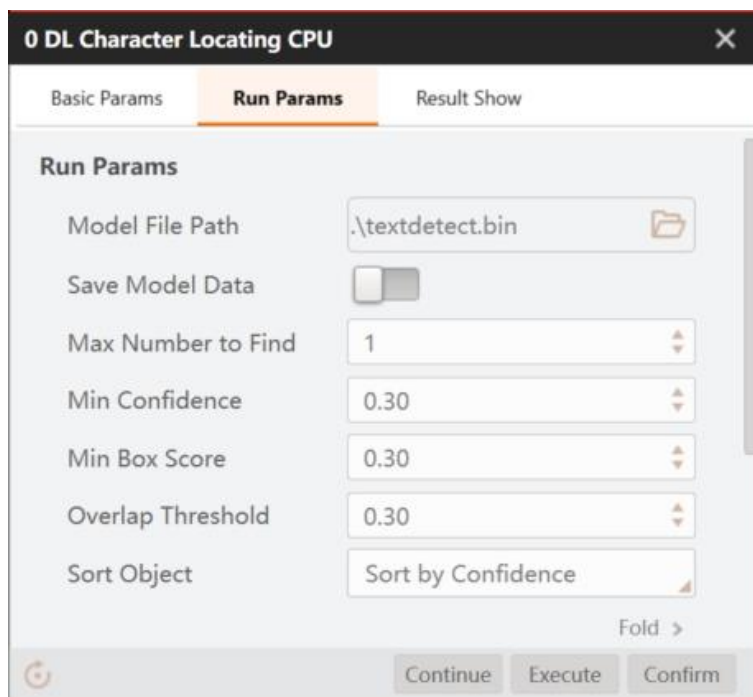 0 DL Character Locating CPU
Basic Params Run Params Result Show
Run Params
Model File Path .\textdetect.bin
Save Model Data
Max Number to Find 1
Min Confidence 0.30
Min Box Score 0.30
Overlap Threshold 0.30
Sort Object Sort by Confidence
Fold >
Continue Execute Confirm